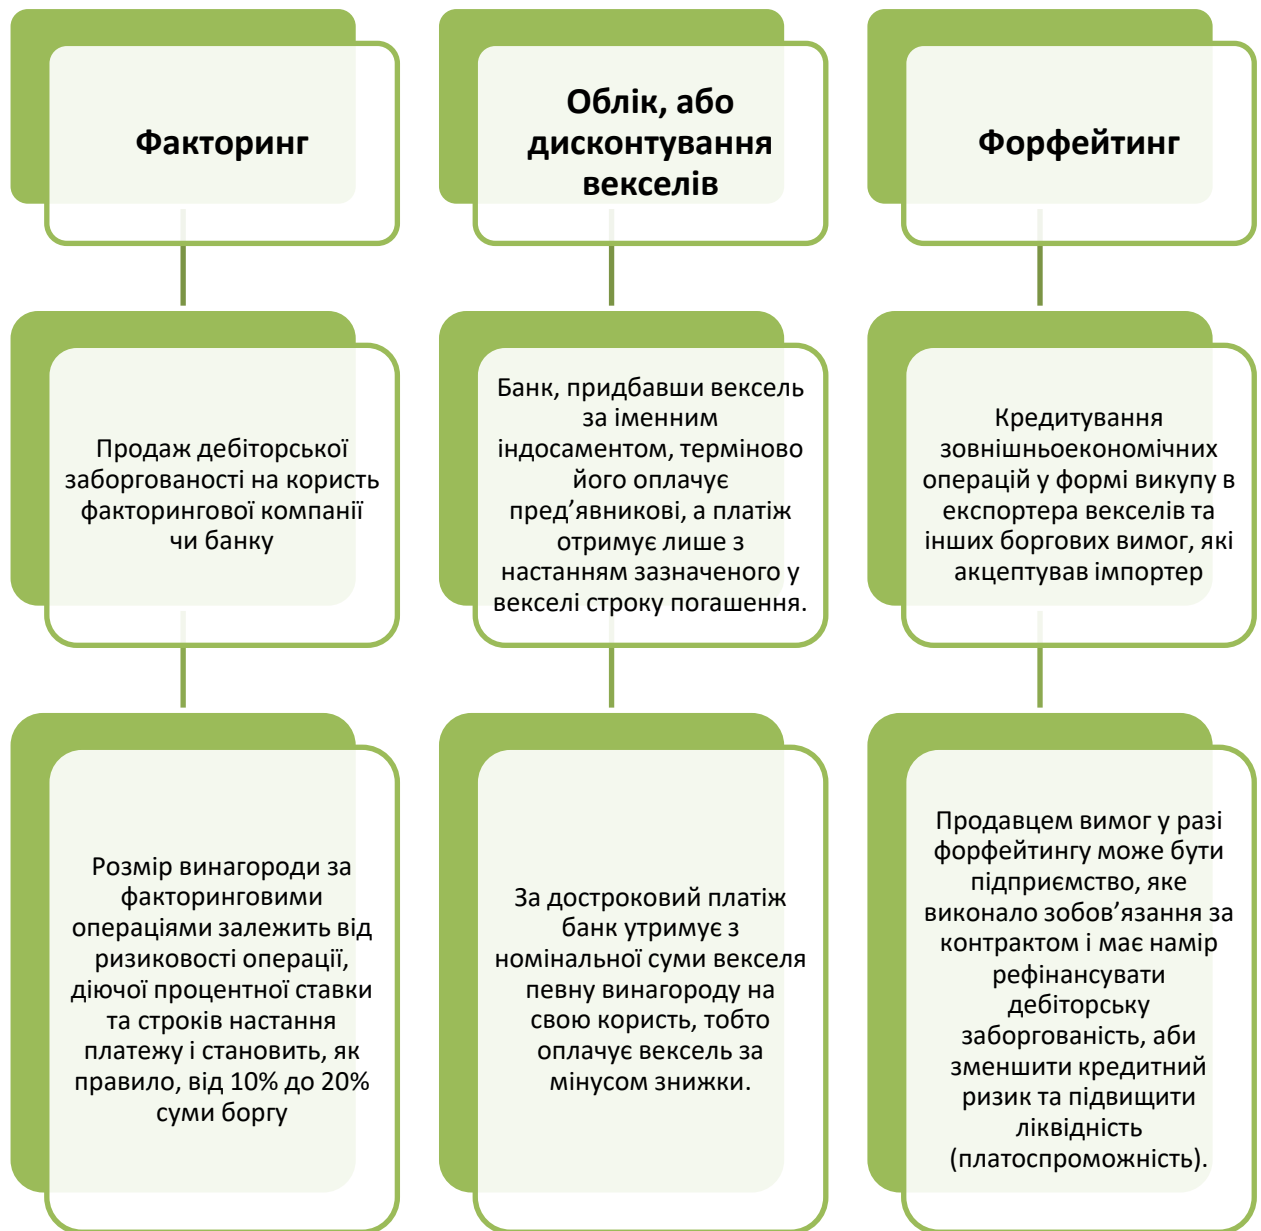 Факторинг
Продаж дебіторської
заборгованості на користь
факторингової компанії
чи банку
Розмір винагороди за
факторинговими
операціями залежить від
ризиковості операції,
діючої процентної ставки
та строків настання
платежу і становить, як
правило, від 10% до 20%
суми боргу
Облік, або
дисконтування
векселів
Банк, придбавши вексель
за іменним
індосаментом, терміново
його оплачує
пред’явникові, а платіж
отримує лише з
настанням зазначеного у
векселі строку погашення.
За достроковий платіж
банк утримує з
номінальної суми векселя
певну винагороду на
свою користь, тобто
оплачує вексель за
мінусом знижки.
Форфейтинг
Кредитування
зовнішньоекономічних
операцій у формі викупу в
експортера векселів та
інших боргових вимог, які
акцептував імпортер
Продавцем вимог у разі
форфейтингу може бути
підприємство, яке
виконало зобов’язання за
контрактом і має намір
рефінансувати
дебіторську
заборгованість, аби
зменшити кредитний
ризик та підвищити
ліквідність
(платоспроможність).